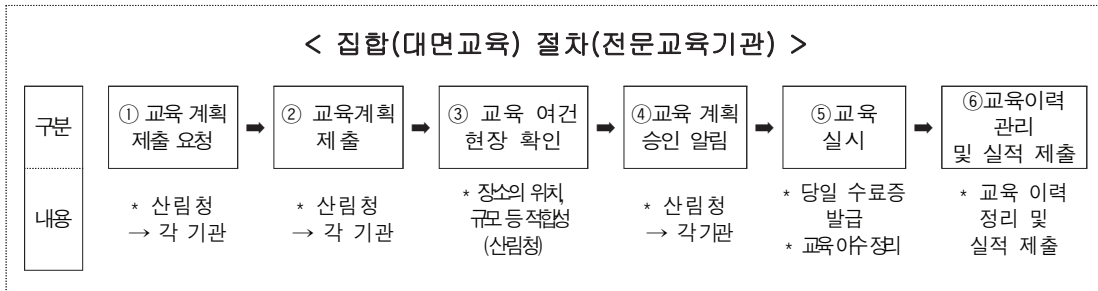 < 집합(대면교육) 절차(전문교육기관) >
구분
① 교육 계획
제출 요청
➡
② 교육계획
제출
➡
③ 교육 여건
현장 확인
➡
④교육 계획
승인 알림
➡
⑤교육
실시
➡
⑥교육이력
관리
및 실적 제출
내용
* 산림청
→ 각 기관
* 산림청
→ 각 기관
* 장소의 위치,
규모 등 적합성
(산림청)
* 산림청
→ 각기관
* 당일 수료증
발급
* 교육 이수 정리
* 교육 이력
정리 및
실적 제출